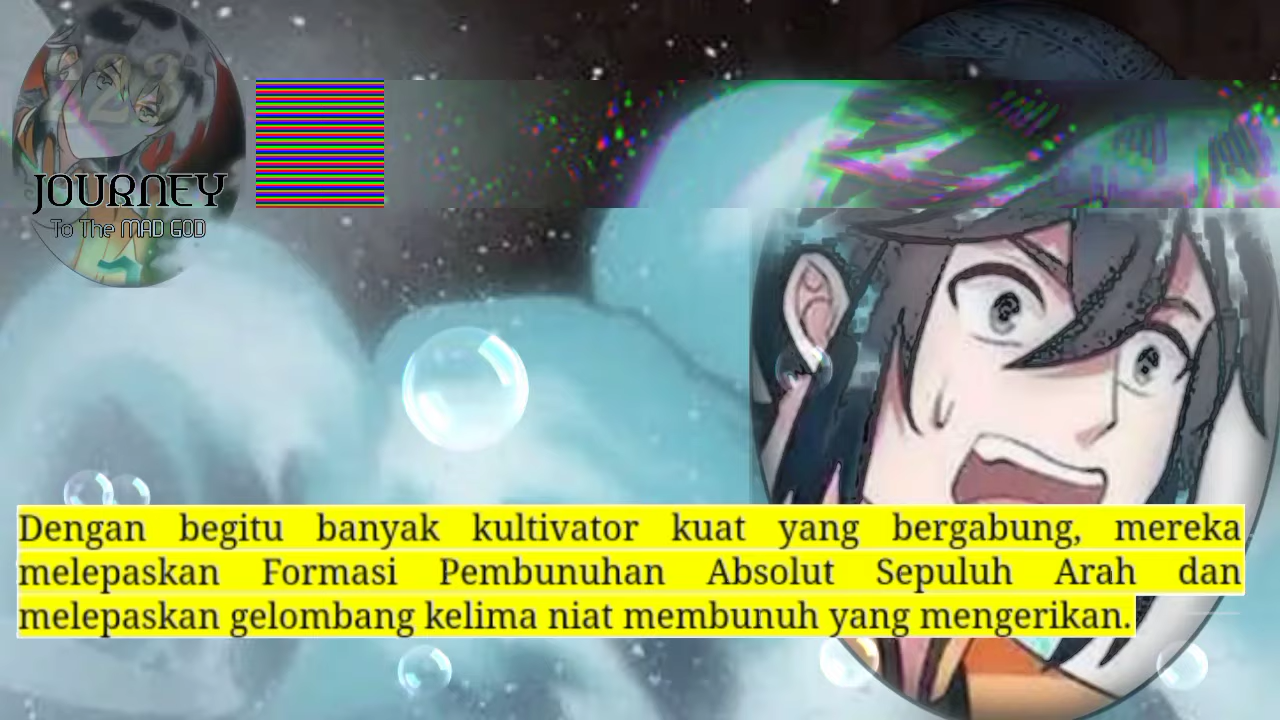 223
JOURNEY
To The MAD GOD
Dengan begitu banyak kultivator kuat yang bergabung, mereka
melepaskan Formasi Pembunuhan Absolut Sepuluh Arah dan
melepaskan gelombang kelima niat membunuh yang mengerikan.